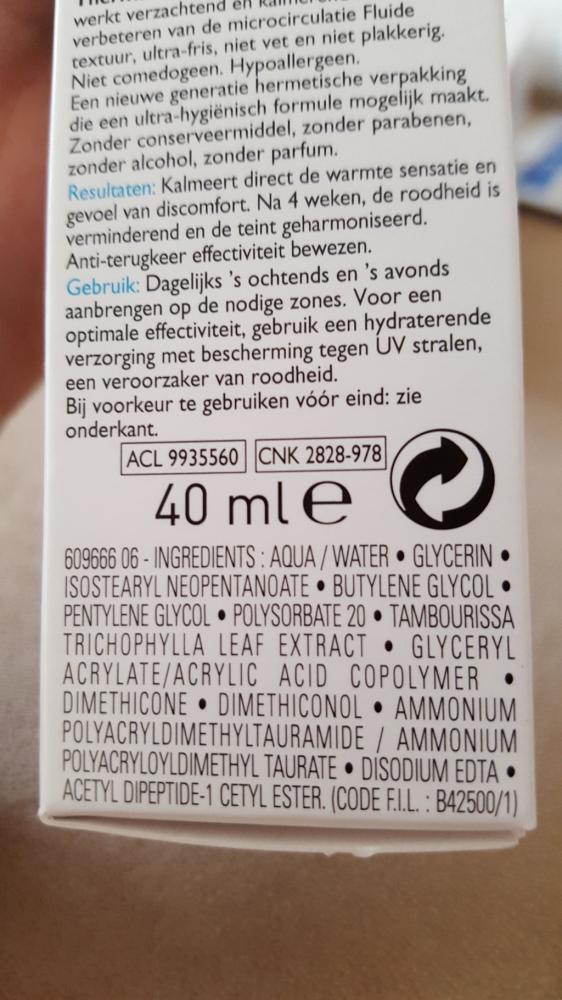 werkt verzachtend en
verbeteren van de microcirculatie Fluide
textuur, ultra-fris, niet vet en niet plakkerig.
Niet comedogeen. Hypoallergeen.
Een nieuwe generatie hermetische verpakking
die een ultra-hygiënisch formule mogelijk maakt.
Zonder conserveermiddel, zonder parabenen,
zonder alcohol, zonder parfum.
Resultaten: Kalmeert direct de warmte sensatie en
gevoel van discomfort. Na 4 weken, de roodheid is
verminderend en de teint geharmoniseerd.
Anti-terugkeer effectiviteit bewezen.
Gebruik: Dagelijks 's ochtends en 's avonds
aanbrengen op de nodige zones. Voor een
optimale effectiviteit, gebruik een hydraterende
verzorging met bescherming tegen UV stralen,
een veroorzaker van roodheid.
Bij voorkeur te gebruiken vóór eind: zie
onderkant.
ACL 9935560 CNK 2828-978
40 ml e
609666 06 - INGREDIENTS : AQUA / WATER • GLYCERIN •
ISOSTEARYL NEOPENTANOATE • BUTYLENE GLYCOL •
PENTYLENE GLYCOL • POLYSORBATE 20 • TAMBOURISSA
TRICHOPHYLLA LEAF EXTRACT • GLYCERYL
ACRYLATE/ACRYLIC ACID COPOLYMER •
DIMETHICONE • DIMETHICONOL • AMMONIUM
POLYACRYLDIMETHYLTAURAMIDE / AMMONIUM
POLYACRYLOYLDIMETHYL TAURATE • DISODIUM EDTA •
ACETYL DIPEPTIDE-1 CETYL ESTER. (CODE F.I.L. : B42500/1)